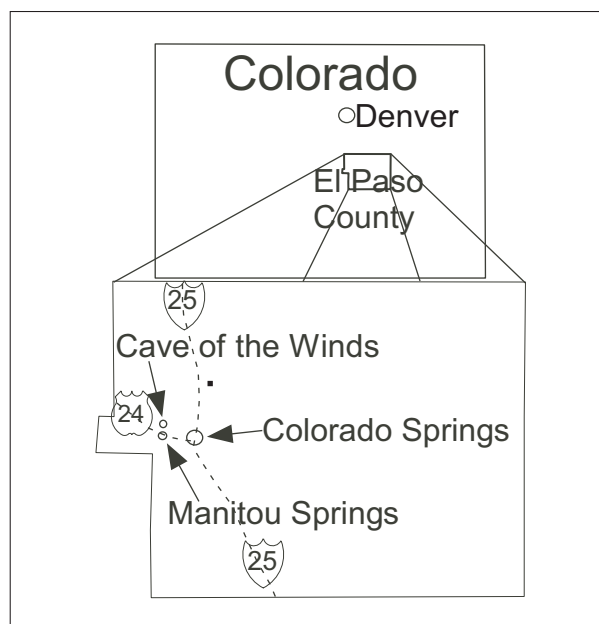 Colorado
Denver
El Paso
County
25
Cave of the Winds
24
Colorado Springs
Manitou Springs
25